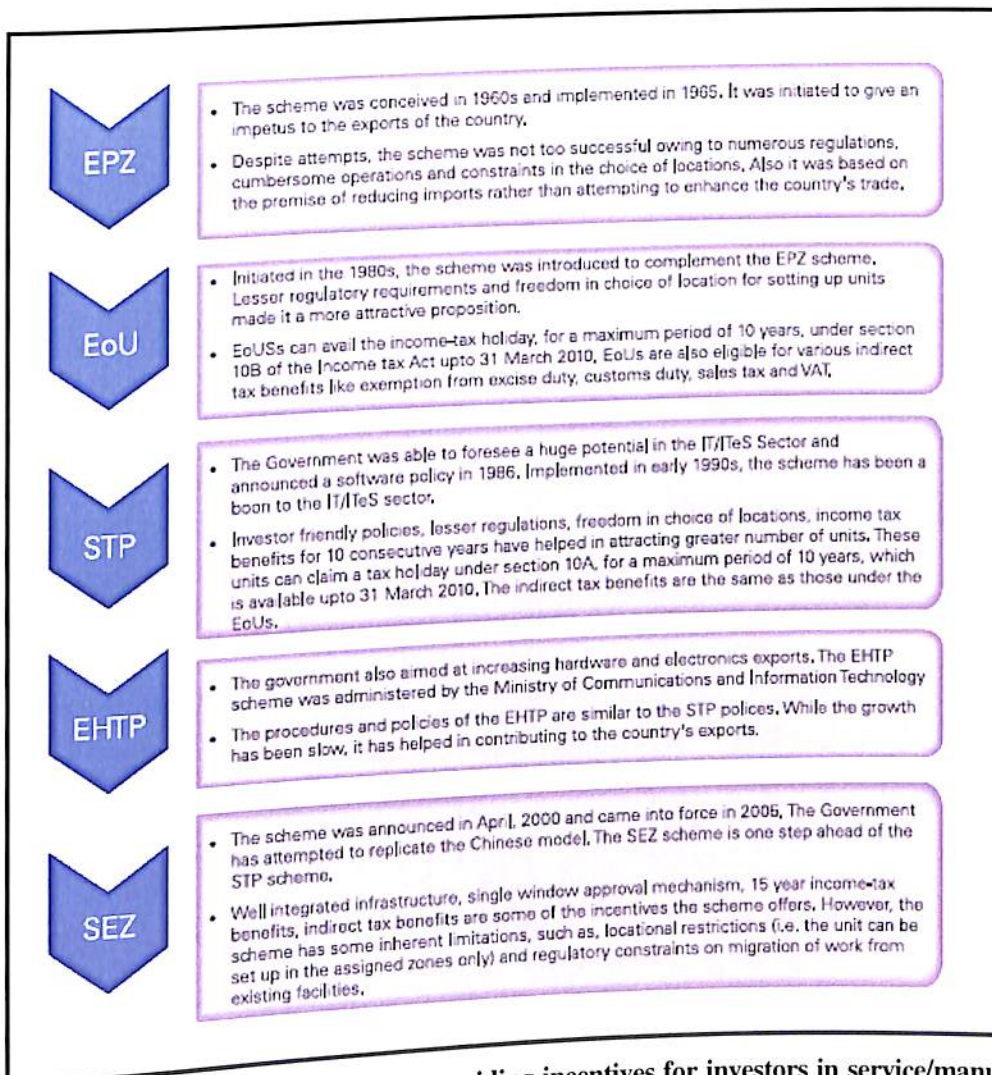 EPZ
• The scheme was conceived in 1960s and implemented in 1965. It was initiated to give an
impetus to the exports of the country.
• Despite attempts, the scheme was not too successful owing to numerous regulations,
cumbersome operations and constraints in the choice of locations. Also it was based on
the premise of reducing imports rather than attempting to enhance the country's trade.
EoU
• Initiated in the 1980s, the scheme was introduced to complement the EPZ scheme.
Lesser regulatory requirements and freedom in choice of location for setting up units
made it a more attractive proposition.
• EoUSs can avail the income-tax holiday, for a maximum period of 10 years, under section
10B of the Income tax Act upto 31 March 2010. EoUs are also eligible for various indirect
tax benefits like exemption from excise duty, customs duty, sales tax and VAT.
STP
• The Government was able to foresee a huge potential in the IT/ITeS Sector and
announced a software policy in 1986. Implemented in early 1990s, the scheme has been a
boon to the IT/ITeS sector.
• Investor friendly policies, lesser regulations, freedom in choice of locations, income tax
benefits for 10 consecutive years have helped in attracting greater number of units. These
units can claim a tax holiday under section 10A, for a maximum period of 10 years, which
is available upto 31 March 2010. The indirect tax benefits are the same as those under the
EoUs.
EHTP
• The government also aimed at increasing hardware and electronics exports. The EHTP
scheme was administered by the Ministry of Communications and Information Technology
• The procedures and policies of the EHTP are similar to the STP polices. While the growth
has been slow, it has helped in contributing to the country's exports.
SEZ
• The scheme was announced in April, 2000 and came into force in 2005. The Government
has attempted to replicate the Chinese model. The SEZ scheme is one step ahead of the
STP scheme.
• Well integrated infrastructure, single window approval mechanism, 15 year income-tax
benefits, indirect tax benefits are some of the incentives the scheme offers. However, the
scheme has some inherent limitations, such as, locational restrictions (i.e. the unit can be
set up in the assigned zones only) and regulatory constraints on migration of work from
existing facilities.
incentives for investors in